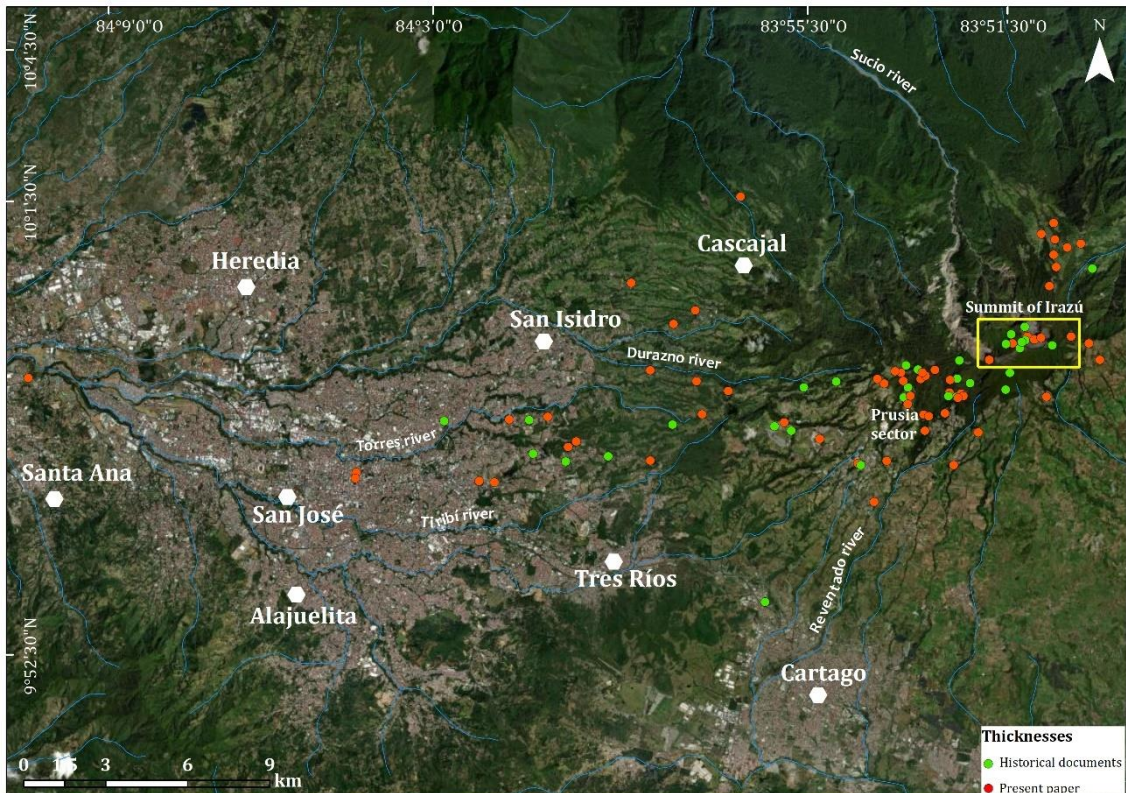 84°9'0"O
84°3'0"O
83°55'30"O
83°51'30"O
N
10°4'30"N
Sucio river
10°1'30"N
Cascajal
Heredia
Summit of Irazú
San Isidro
Durazno river
Prusia
sector
Torres river
Santa Ana
San José
Tiribí river
Tres Ríos
Reventado river
Alajuelita
9°52'30"N
Cartago
Thicknesses
Historical documents
Present paper
0 1,5 3 6 9
km